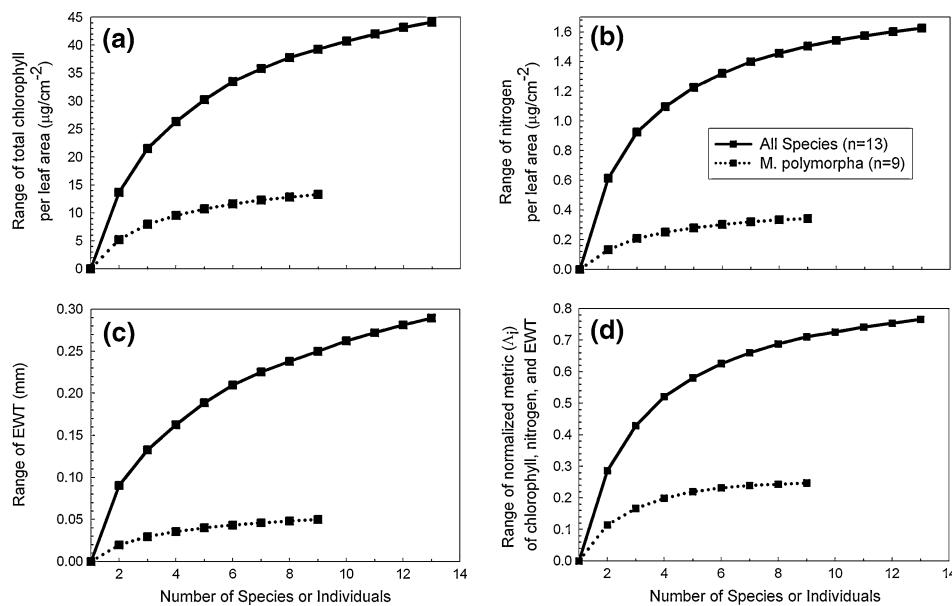 (a)
Range of total chlorophyll
per leaf area (µg/cm⁻²)
45
40
35
30
25
20
15
10
5
0
(b)
Range of nitrogen
per leaf area (µg/cm⁻²)
1.6
1.4
1.2
1.0
0.8
0.6
0.4
0.2
0.0
All Species (n=13)
M. polymorpha (n=9)
(c)
Range of EWT (mm)
0.30
0.25
0.20
0.15
0.10
0.05
0.00
2 4 6 8 10 12 14
Number of Species or Individuals
(d)
Range of normalized metric (Λi)
of chlorophyll, nitrogen, and EWT
0.8
0.7
0.6
0.5
0.4
0.3
0.2
0.1
0.0
2 4 6 8 10 12 14
Number of Species or Individuals